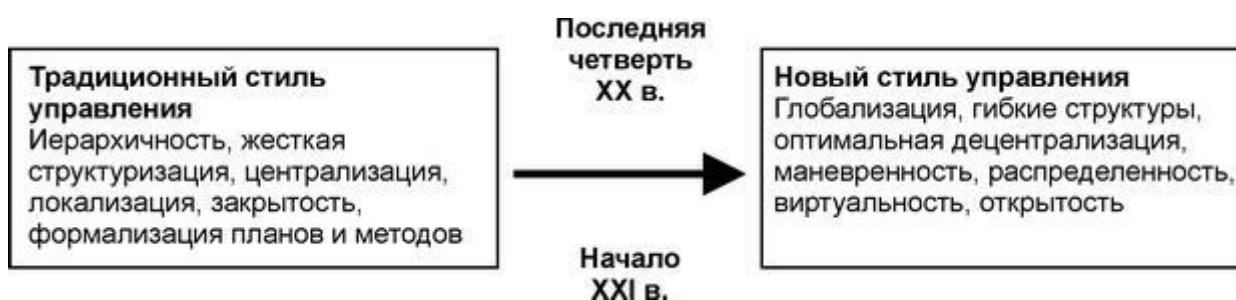 Традиционный стиль
управления
Иерархичность, жесткая
структуризация, централизация,
локализация, закрытость,
формализация планов и методов
Последняя
четверть
XX в.
Начало
XXI в.
Новый стиль управления
Глобализация, гибкие структуры,
оптимальная децентрализация,
маневренность, распределенность,
виртуальность, открытость